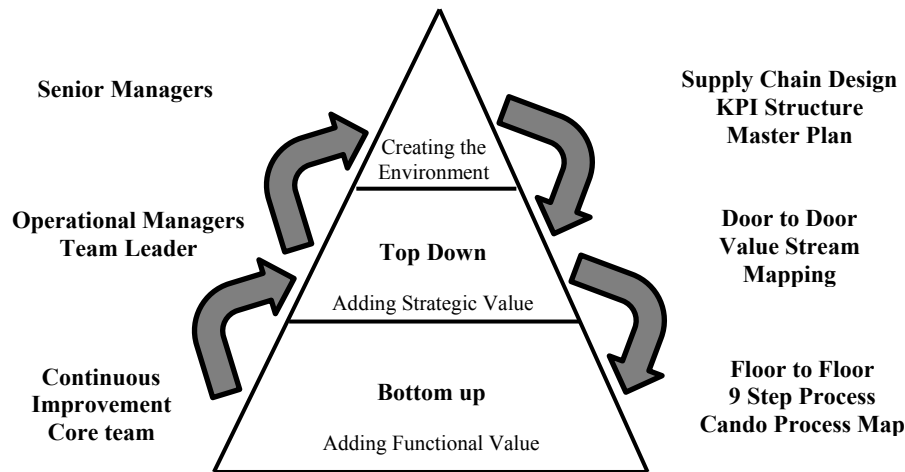 Senior Managers
Supply Chain Design
KPI Structure
Master Plan
Creating the
Environment
Operational Managers
Team Leader
Top Down
Adding Strategic Value
Door to Door
Value Stream
Mapping
Continuous
Improvement
Core team
Bottom up
Adding Functional Value
Floor to Floor
9 Step Process
Cando Process Map